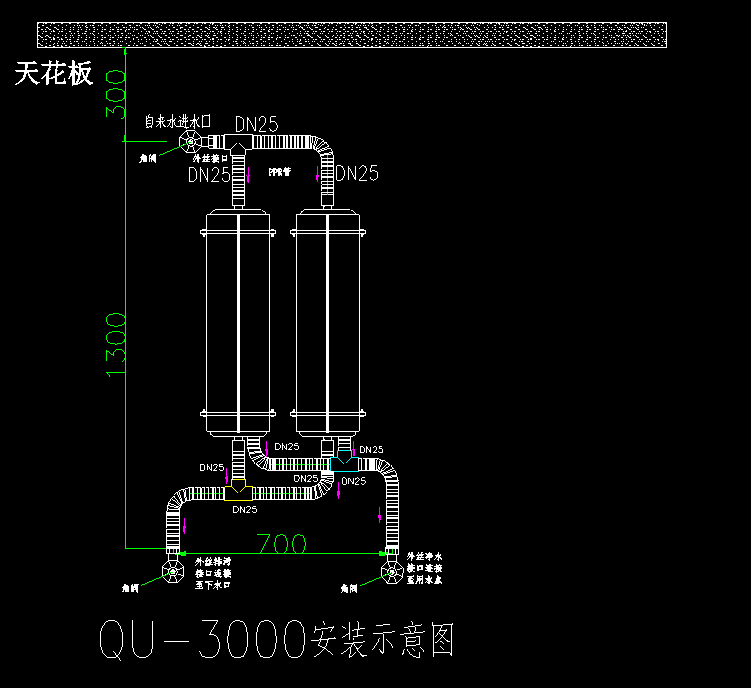 天花板
300
自来水进水口
DN25
角阀
外丝接口
DN25
PPR管
DN25
1300
DN25
DN25
DN25
DN25
DN25
DN25
700
外丝排污
接口连接
至下水口
外丝净水
接口连接
至用水点
角阀
角阀
QU-3000安装示意图